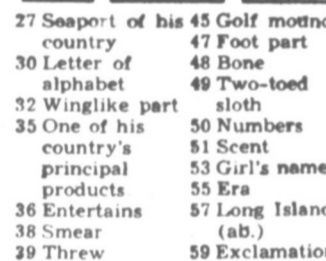 27 Seaport of his
country
30 Letter of
alphabet
32 Winglike part
35 One of his
country's
principal
products
36 Entertains
38 Smear
39 Threw
45 Golf mound
47 Foot part
48 Bone
49 Two-toed
sloth
50 Numbers
51 Scent
53 Girl's name
55 Era
57 Long Island
(ab.)
59 Exclamation